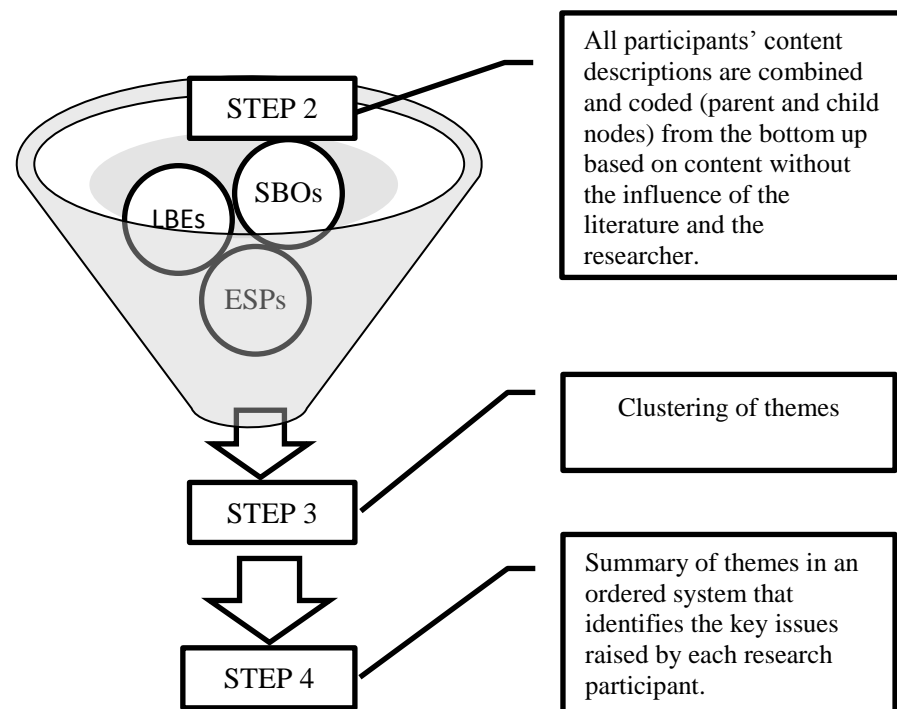 STEP 2
All participants’ content
descriptions are combined
and coded (parent and child
nodes) from the bottom up
based on content without
the influence of the
literature and the
researcher.
LBEs
SBOs
ESPs
STEP 3
Clustering of themes
STEP 4
Summary of themes in an
ordered system that
identifies the key issues
raised by each research
participant.